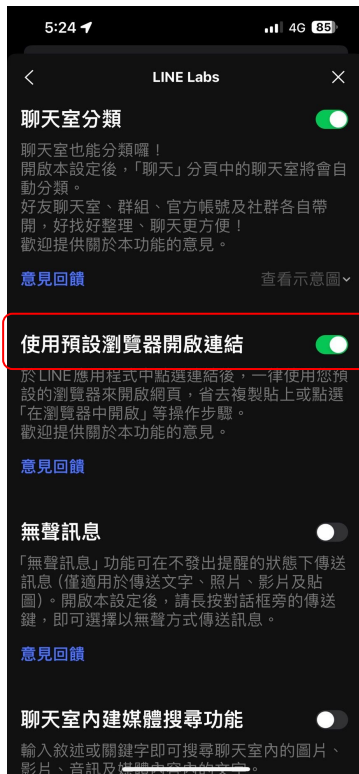 5:24
4G 85
LINE Labs
聊天室分類
聊天室也能分類囉！
開啟本設定後，「聊天」分頁中的聊天室將會自
動分類。
好友聊天室、群組、官方帳號及社群各自帶
開，好找好整理、聊天更方便！
歡迎提供關於本功能的意見。
意見回饋
查看示意圖
使用預設瀏覽器開啟連結
於LINE應用程式中點選連結後，一律使用您預
設的瀏覽器來開啟網頁，省去複製貼上或點選
「在瀏覽器中開啟」等操作步驟。
歡迎提供關於本功能的意見。
意見回饋
無聲訊息
「無聲訊息」功能可在不發出提醒的狀態下傳送
訊息（僅適用於傳送文字、照片、影片及貼
圖）。開啟本設定後，請長按對話框旁的傳送
鍵，即可選擇以無聲方式傳送訊息。
意見回饋
聊天室內建媒體搜尋功能
輸入敘述或關鍵字即可搜尋聊天室內的圖片、
影片、音訊及媒體內容內的文字。